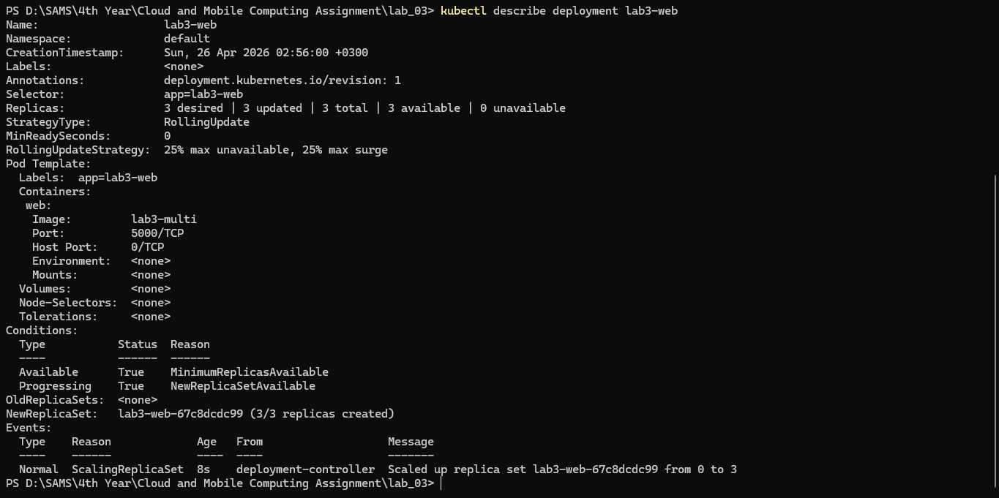 PS D:\SAMS\4th Year\Cloud and Mobile Computing Assignment\lab_03> kubectl describe deployment lab3-web
Name:                   lab3-web
Namespace:              default
CreationTimestamp:      Sun, 26 Apr 2026 02:56:00 +0300
Labels:                 <none>
Annotations:            deployment.kubernetes.io/revision: 1
Selector:               app=lab3-web
Replicas:               3 desired | 3 updated | 3 total | 3 available | 0 unavailable
StrategyType:           RollingUpdate
MinReadySeconds:        0
RollingUpdateStrategy:  25% max unavailable, 25% max surge
Pod Template:
  Labels:  app=lab3-web
  Containers:
   web:
    Image:         lab3-multi
    Port:          5000/TCP
    Host Port:     0/TCP
    Environment:   <none>
    Mounts:        <none>
  Volumes:         <none>
  Node-Selectors:  <none>
  Tolerations:     <none>
Conditions:
  Type           Status  Reason
  ----           ------  ------
  Available      True    MinimumReplicasAvailable
  Progressing    True    NewReplicaSetAvailable
OldReplicaSets:  <none>
NewReplicaSet:   lab3-web-67c8dcdc99 (3/3 replicas created)
Events:
  Type    Reason             Age   From                   Message
  ----    ------             ----  ----                   -------
  Normal  ScalingReplicaSet  8s    deployment-controller  Scaled up replica set lab3-web-67c8dcdc99 from 0 to 3
PS D:\SAMS\4th Year\Cloud and Mobile Computing Assignment\lab_03>